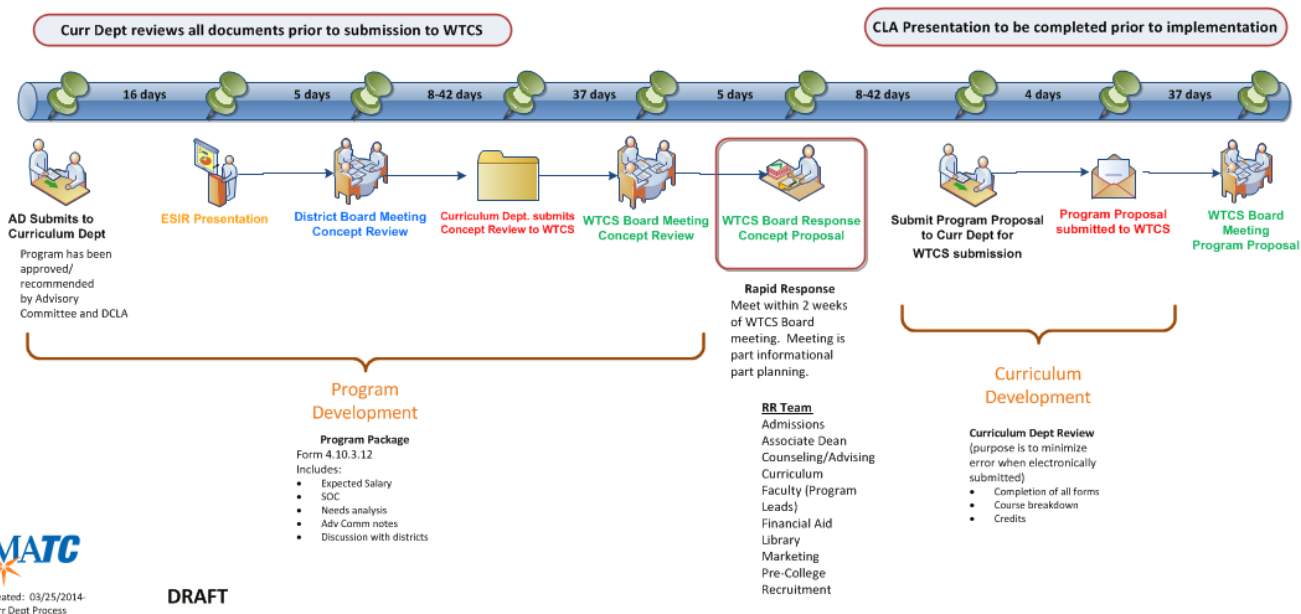 Curr Dept reviews all documents prior to submission to WTCS
CLA Presentation to be completed prior to implementation
16 days
5 days
8-42 days
37 days
5 days
8-42 days
4 days
37 days
AD Submits to
Curriculum Dept
Program has been
approved/
recommended
by Advisory
Committee and DCLA
ESIR Presentation
District Board Meeting
Concept Review
Curriculum Dept. submits
Concept Review to WTCS
WTCS Board Meeting
Concept Review
WTCS Board Response
Concept Proposal
Submit Program Proposal
to Curr Dept for
WTCS submission
Program Proposal
submitted to WTCS
WTCS Board
Meeting
Program Proposal
Rapid Response
Meet within 2 weeks
of WTCS Board
meeting. Meeting is
part informational
part planning.
RR Team
Admissions
Associate Dean
Counseling/Advising
Curriculum
Faculty (Program
Leads)
Financial Aid
Library
Marketing
Pre-College
Recruitment
Program
Development
Program Package
Form 4.10.3.12
Includes:
• Expected Salary
• SOC
• Needs analysis
• Adv Comm notes
• Discussion with districts
Curriculum
Development
Curriculum Dept Review
(purpose is to minimize
error when electronically
submitted)
• Completion of all forms
• Course breakdown
• Credits
MATC
eated: 03/25/2014-
rr Dept Process
DRAFT